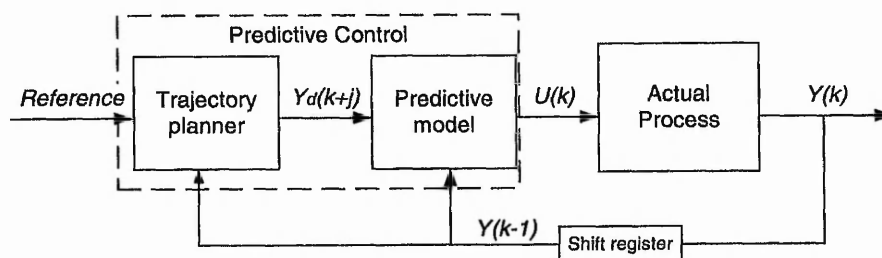 Predictive Control
Reference
Trajectory
planner
Yd(k+j)
Predictive
model
U(k)
Actual
Process
Y(k)
Y(k-1)
Shift register